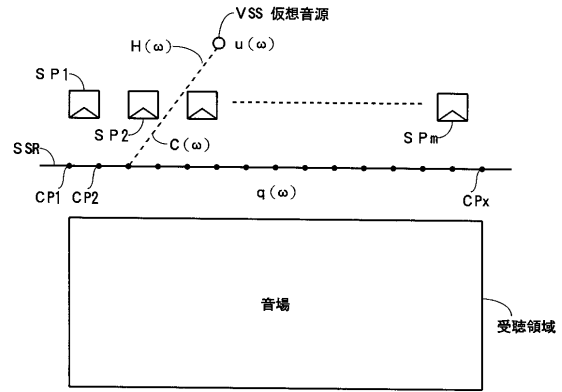 VSS 仮想音源
H(ω)
u(ω)
SP1
SP2
SPm
C(ω)
SSR
CP1
CP2
q(ω)
CPx
音場
受聴領域